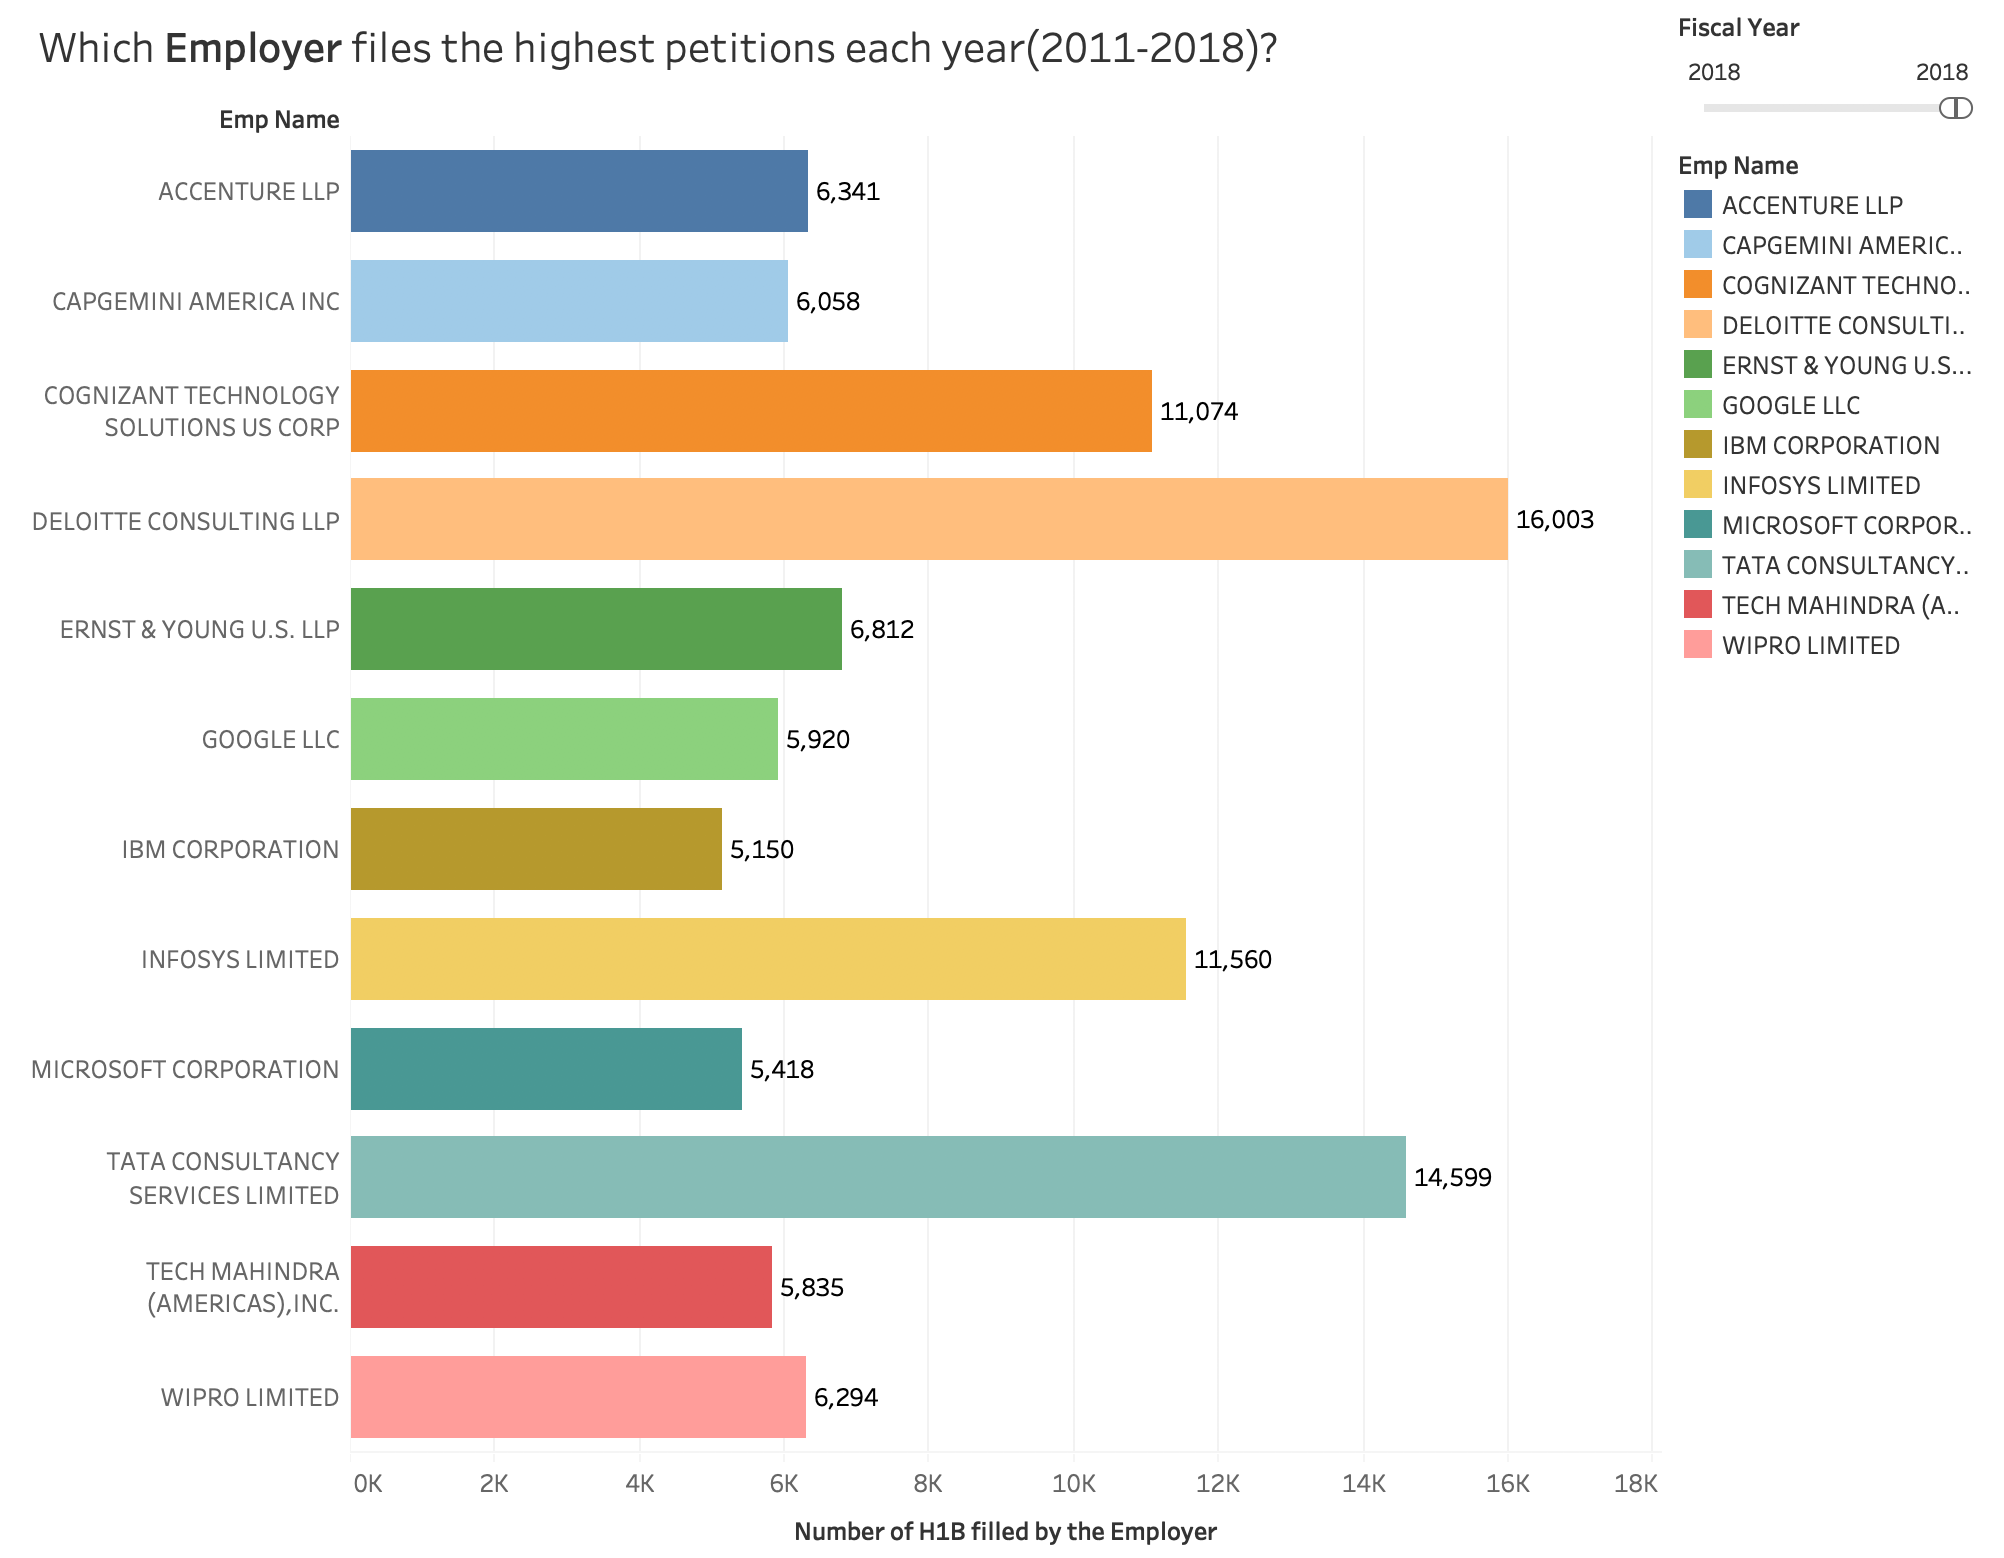 Which Employer files the highest petitions each year(2011-2018)?
Emp Name
ACCENTURE LLP
6,341
CAPGEMINI AMERICA INC
6,058
COGNIZANT TECHNOLOGY
SOLUTIONS US CORP
11,074
DELOITTE CONSULTING LLP
16,003
ERNST & YOUNG U.S. LLP
6,812
GOOGLE LLC
5,920
IBM CORPORATION
5,150
INFOSYS LIMITED
11,560
MICROSOFT CORPORATION
5,418
TATA CONSULTANCY
SERVICES LIMITED
14,599
TECH MAHINDRA
(AMERICAS),INC.
5,835
WIPRO LIMITED
6,294
0K 2K 4K 6K 8K 10K 12K 14K 16K 18K
Number of H1B filled by the Employer
Fiscal Year
2018 2018
Emp Name
ACCENTURE LLP
CAPGEMINI AMERIC..
COGNIZANT TECHNO..
DELOITTE CONSULTI..
ERNST & YOUNG U.S...
GOOGLE LLC
IBM CORPORATION
INFOSYS LIMITED
MICROSOFT CORPOR..
TATA CONSULTANCY..
TECH MAHINDRA (A..
WIPRO LIMITED